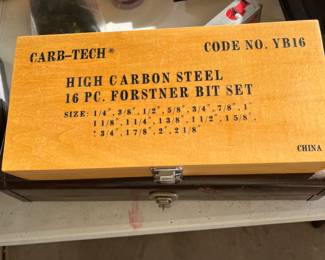 CARB-TECH® CODE NO. YB16
HIGH CARBON STEEL
16 PC. FORSTNER BIT SET
SIZE: 1/4", 3/8", 1/2", 5/8", 3/4", 7/8", 1"
1 1/8", 1 1/4", 1 3/8", 1 1/2", 1 5/8",
1 3/4", 1 7/8", 2", 2 1/8"
CHINA